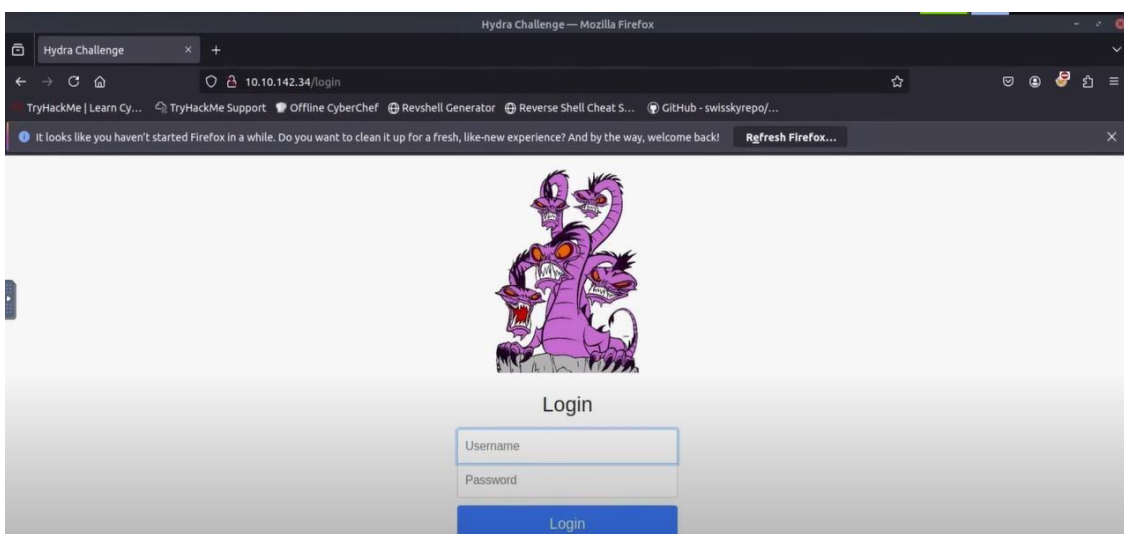 Hydra Challenge — Mozilla Firefox
Hydra Challenge
10.10.142.34/login
TryHackMe | Learn Cy... TryHackMe Support Offline CyberChef Revshell Generator Reverse Shell Cheat S... GitHub - swisskyrepo/...
It looks like you haven't started Firefox in a while. Do you want to clean it up for a fresh, like-new experience? And by the way, welcome back! Refresh Firefox...
Login
Username
Password
Login